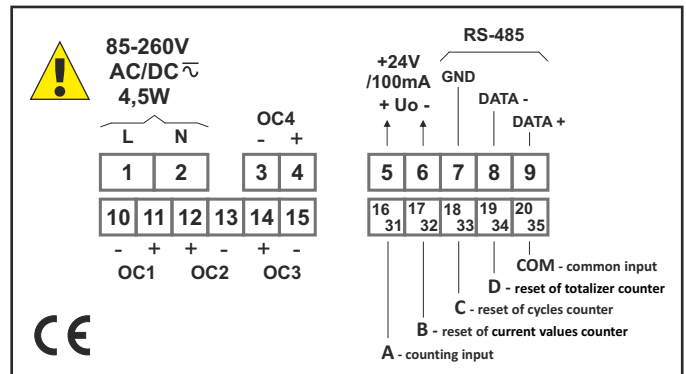 85-260V
AC/DC
4,5W
L N
OC4
- +
1 2 3 4
10 11 12 13 14 15
- + + - + -
OC1 OC2 OC3
RS-485
+24V
/100mA
+ Uo -
GND
DATA -
DATA +
5 6 7 8 9
16 31 17 32 18 33 19 34 20 35
COM - common input
D - reset of totalizer counter
C - reset of cycles counter
B - reset of current values counter
A - counting input
CE